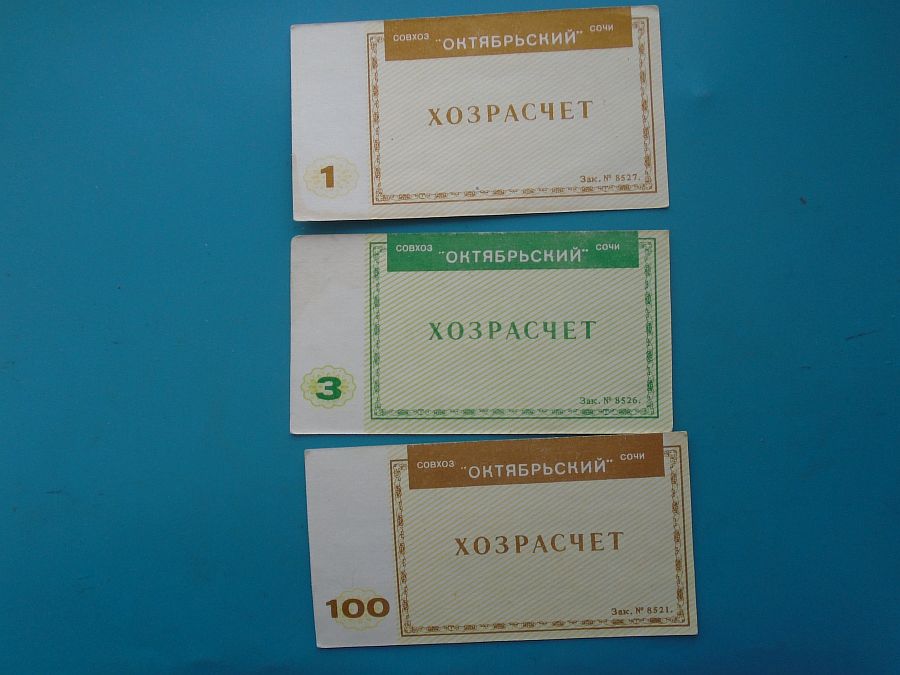 СОВХОЗ "ОКТЯБРЬСКИЙ" СОЧИ
ХОЗРАСЧЕТ
1
Зак. № 8527.
СОВХОЗ "ОКТЯБРЬСКИЙ" СОЧИ
ХОЗРАСЧЕТ
3
Зак. № 8526.
СОВХОЗ "ОКТЯБРЬСКИЙ" СОЧИ
ХОЗРАСЧЕТ
100
Зак. № 8521.